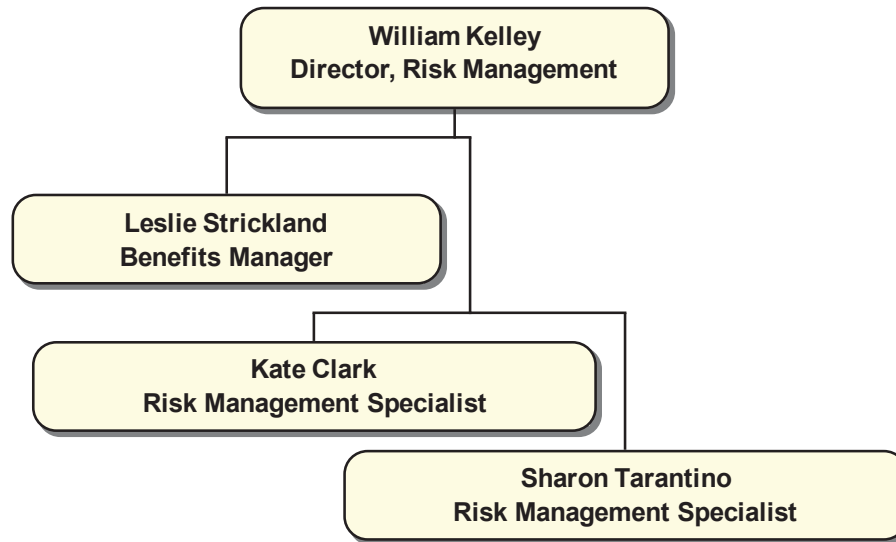 William Kelley
Director, Risk Management
Leslie Strickland
Benefits Manager
Kate Clark
Risk Management Specialist
Sharon Tarantino
Risk Management Specialist